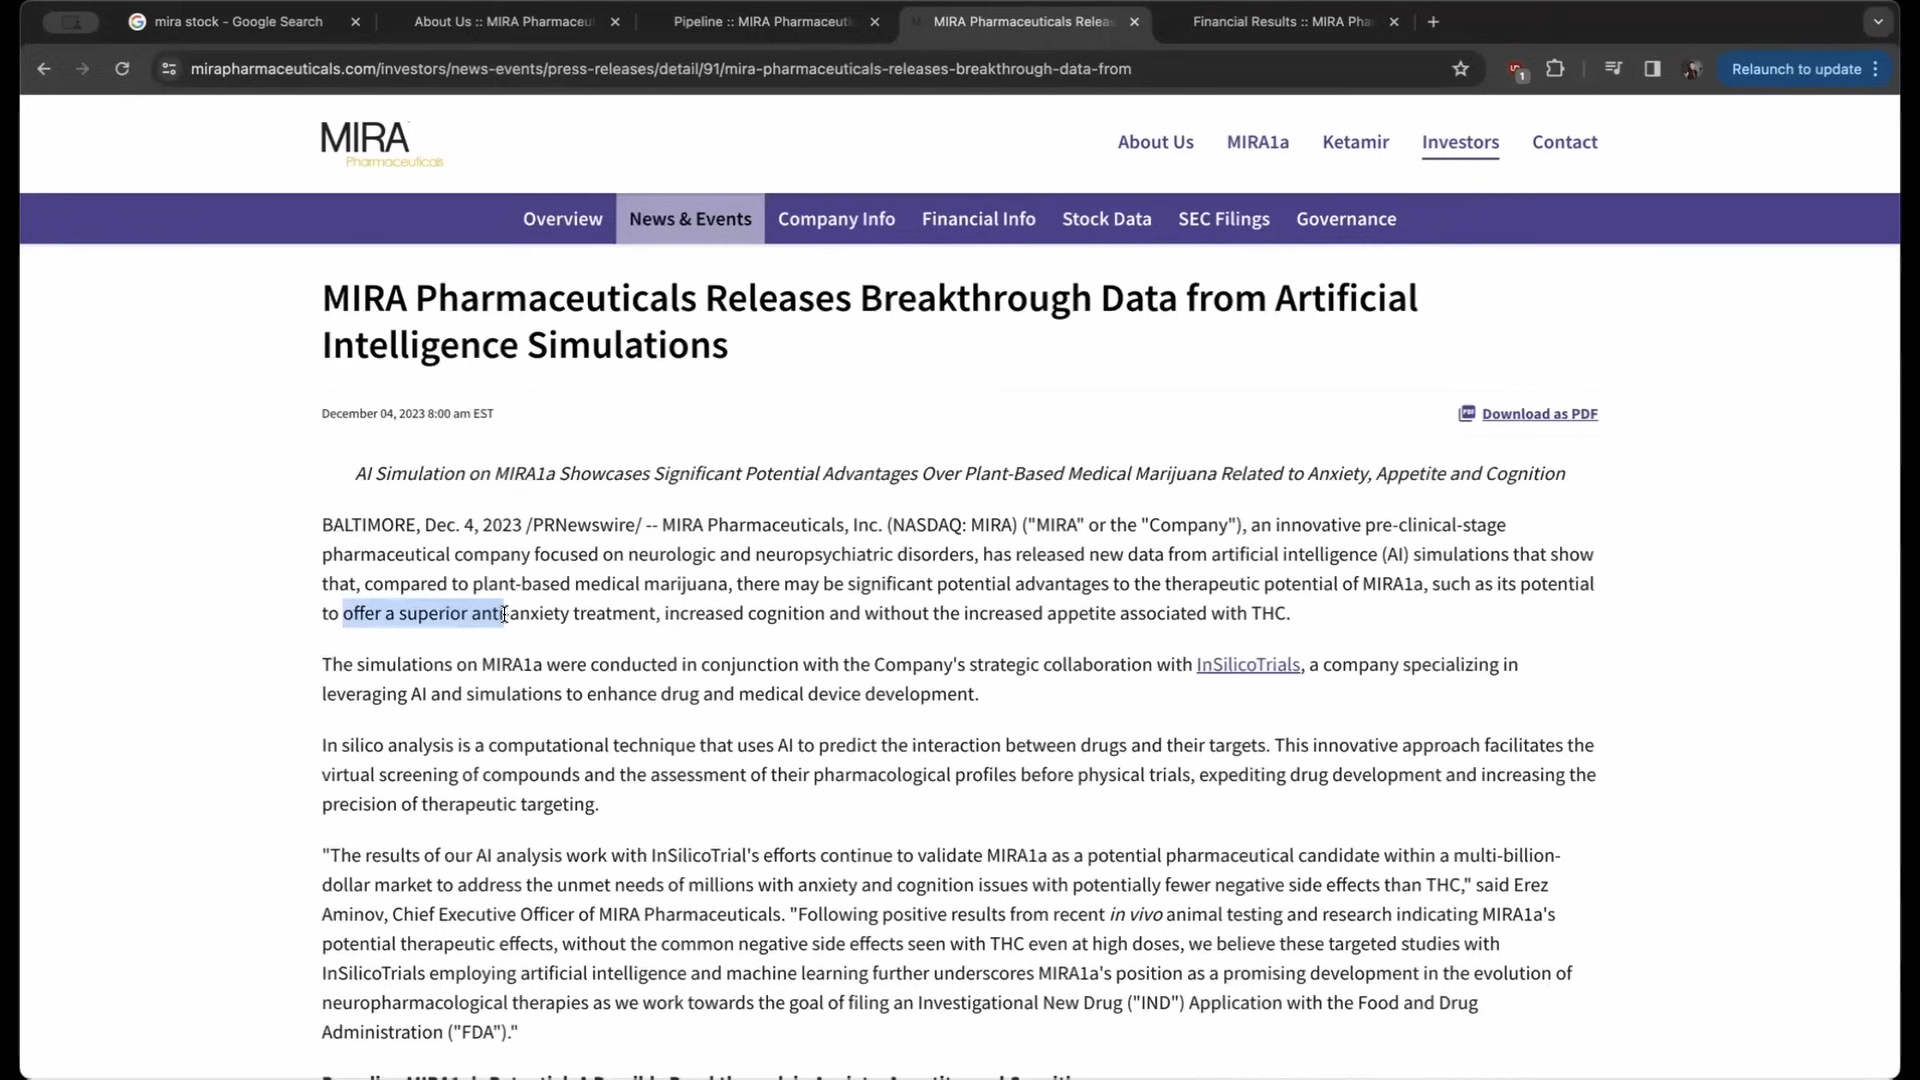 mira stock - Google Search
About Us :: MIRA Pharmaceut
Pipeline :: MIRA Pharmaceuti
MIRA Pharmaceuticals Relea
Financial Results :: MIRA Pha
mirapharmaceuticals.com/investors/news-events/press-releases/detail/91/mira-pharmaceuticals-releases-breakthrough-data-from
1
Relaunch to update
MIRA
Pharmaceuticals
About Us
MIRA1a
Ketamir
Investors
Contact
Overview
News & Events
Company Info
Financial Info
Stock Data
SEC Filings
Governance
MIRA Pharmaceuticals Releases Breakthrough Data from Artificial
Intelligence Simulations
December 04, 2023 8:00 am EST
PDF
Download as PDF
AI Simulation on MIRA1a Showcases Significant Potential Advantages Over Plant-Based Medical Marijuana Related to Anxiety, Appetite and Cognition
BALTIMORE, Dec. 4, 2023 /PRNewswire/ -- MIRA Pharmaceuticals, Inc. (NASDAQ: MIRA) ("MIRA" or the "Company"), an innovative pre-clinical-stage
pharmaceutical company focused on neurologic and neuropsychiatric disorders, has released new data from artificial intelligence (AI) simulations that show
that, compared to plant-based medical marijuana, there may be significant potential advantages to the therapeutic potential of MIRA1a, such as its potential
to offer a superior anti-anxiety treatment, increased cognition and without the increased appetite associated with THC.
The simulations on MIRA1a were conducted in conjunction with the Company's strategic collaboration with InSilicoTrials, a company specializing in
leveraging AI and simulations to enhance drug and medical device development.
In silico analysis is a computational technique that uses AI to predict the interaction between drugs and their targets. This innovative approach facilitates the
virtual screening of compounds and the assessment of their pharmacological profiles before physical trials, expediting drug development and increasing the
precision of therapeutic targeting.
"The results of our AI analysis work with InSilicoTrial's efforts continue to validate MIRA1a as a potential pharmaceutical candidate within a multi-billion-
dollar market to address the unmet needs of millions with anxiety and cognition issues with potentially fewer negative side effects than THC," said Erez
Aminov, Chief Executive Officer of MIRA Pharmaceuticals. "Following positive results from recent in vivo animal testing and research indicating MIRA1a's
potential therapeutic effects, without the common negative side effects seen with THC even at high doses, we believe these targeted studies with
InSilicoTrials employing artificial intelligence and machine learning further underscores MIRA1a's position as a promising development in the evolution of
neuropharmacological therapies as we work towards the goal of filing an Investigational New Drug ("IND") Application with the Food and Drug
Administration ("FDA")."